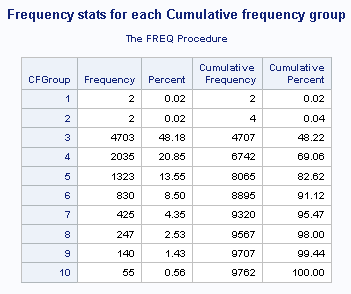 Frequency stats for each Cumulative frequency group
The FREQ Procedure
CFGroup Frequency Percent Cumulative Frequency Cumulative Percent
1 2 0.02 2 0.02
2 2 0.02 4 0.04
3 4703 48.18 4707 48.22
4 2035 20.85 6742 69.06
5 1323 13.55 8065 82.62
6 830 8.50 8895 91.12
7 425 4.35 9320 95.47
8 247 2.53 9567 98.00
9 140 1.43 9707 99.44
10 55 0.56 9762 100.00